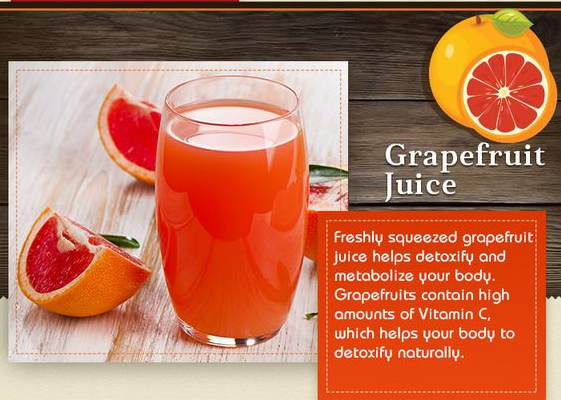 Grapefruit
Juice
Freshly squeezed grapefruit
juice helps detoxify and
metabolize your body.
Grapefruits contain high
amounts of Vitamin C,
which helps your body to
detoxify naturally.